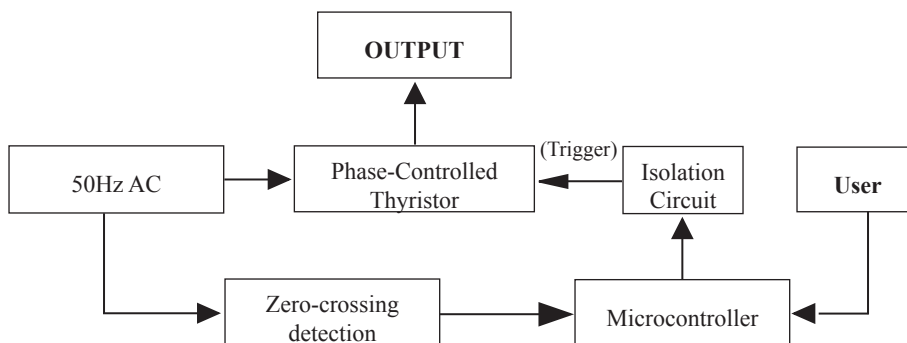 OUTPUT
(Trigger)
50Hz AC
Phase-Controlled
Thyristor
Isolation
Circuit
User
Zero-crossing
detection
Microcontroller